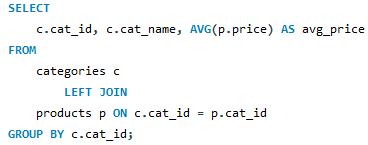 SELECT
c.cat_id, c.cat_name, AVG(p.price) AS avg_price
FROM
categories c
LEFT JOIN
products p ON c.cat_id = p.cat_id
GROUP BY c.cat_id;